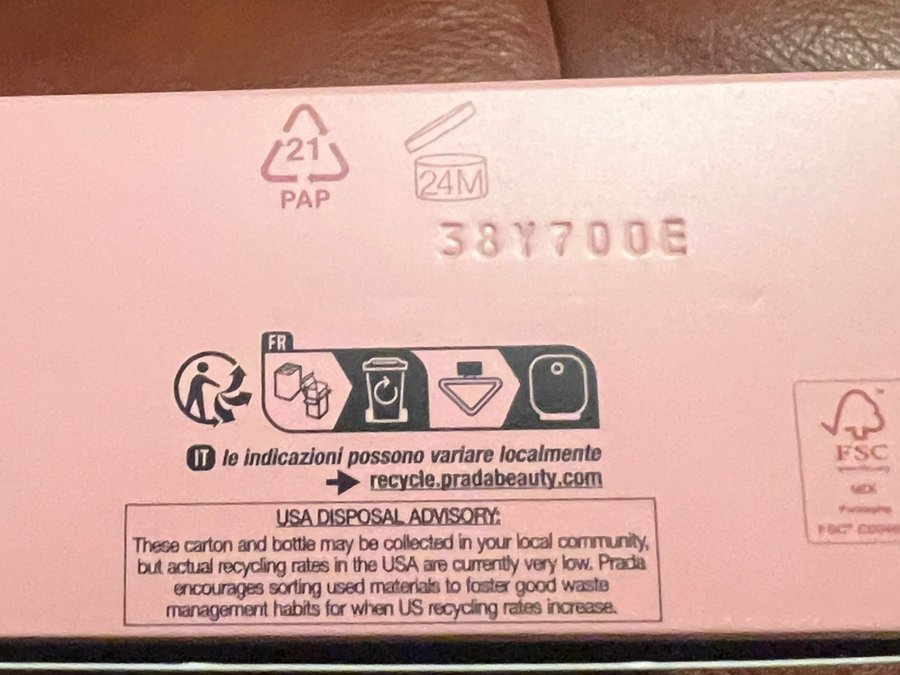 21
PAP
24M
38Y700E
FR
IT le indicazioni possono variare localmente
recycle.pradabeauty.com
USA DISPOSAL ADVISORY:
These carton and bottle may be collected in your local community,
but actual recycling rates in the USA are currently very low. Prada
encourages sorting used materials to foster good waste
management habits for when US recycling rates increase.
FSC
MIX
Packaging